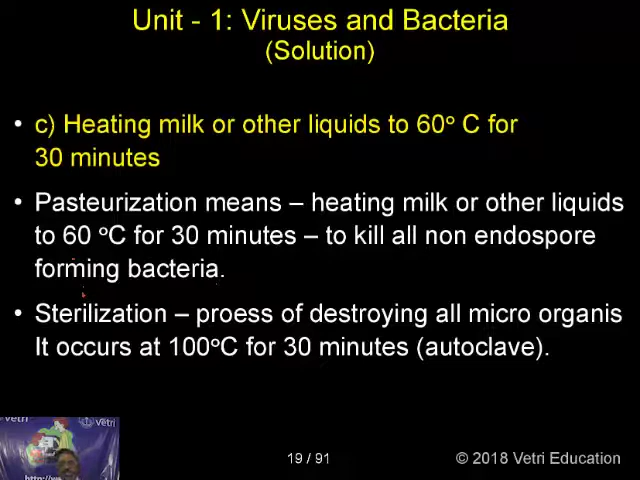 Unit - 1: Viruses and Bacteria
(Solution)
• c) Heating milk or other liquids to 60° C for
30 minutes
• Pasteurization means – heating milk or other liquids
to 60 °C for 30 minutes – to kill all non endospore
forming bacteria.
• Sterilization – proess of destroying all micro organis
It occurs at 100°C for 30 minutes (autoclave).
Vetri
Vetri
19 / 91
© 2018 Vetri Education